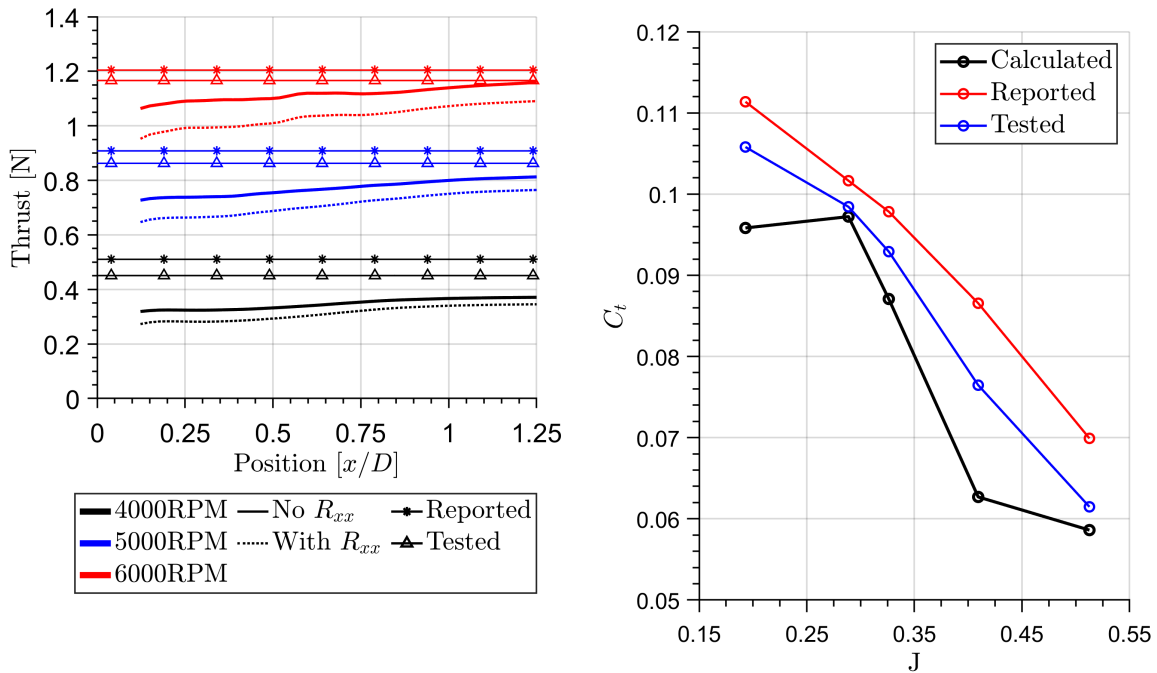 1.4
1.2
1
0.8
0.6
0.4
0.2
0
Thrust [N]
0 0.25 0.5 0.75 1 1.25
Position [x/D]
4000RPM No Rxx Reported
5000RPM With Rxx Tested
6000RPM
0.12
0.11
0.1
0.09
0.08
0.07
0.06
0.05
Ct
0.15 0.25 0.35 0.45 0.55
J
Calculated
Reported
Tested